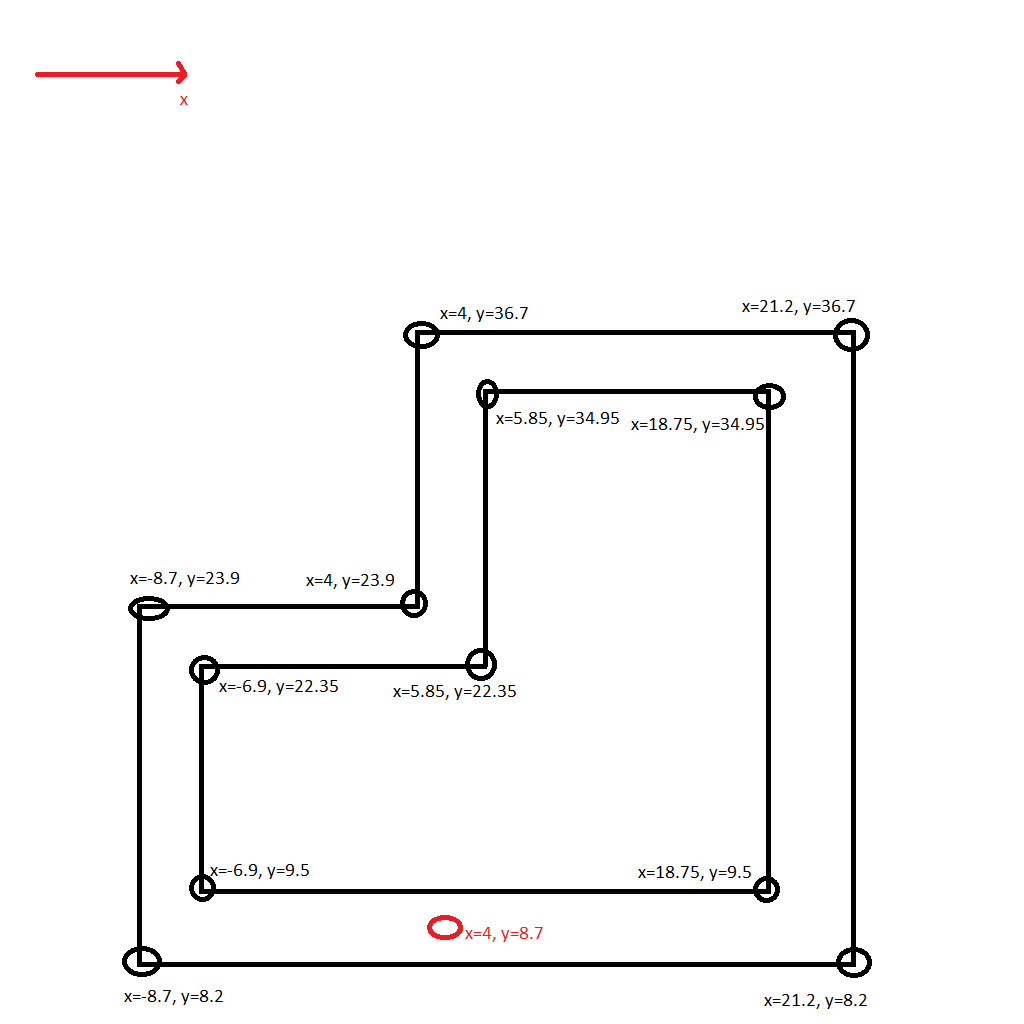 x
x=21.2, y=36.7
x=4, y=36.7
x=5.85, y=34.95
x=18.75, y=34.95
x=-8.7, y=23.9
x=4, y=23.9
x=-6.9, y=22.35
x=5.85, y=22.35
x=-6.9, y=9.5
x=18.75, y=9.5
x=4, y=8.7
x=-8.7, y=8.2
x=21.2, y=8.2